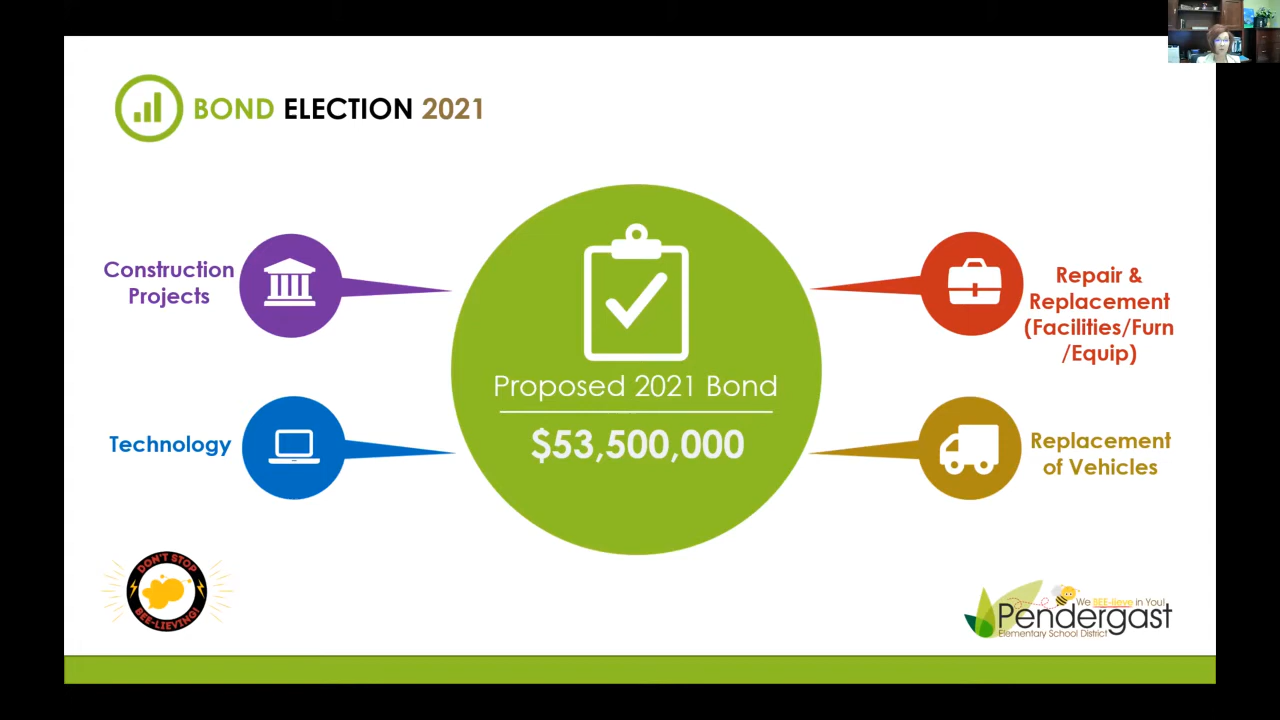 BOND ELECTION 2021
Construction
Projects
Technology
Proposed 2021 Bond
$53,500,000
Repair &
Replacement
(Facilities/Furn
/Equip)
Replacement
of Vehicles
DON'T STOP
BEE-LIEVING!
We BEE-lieve in You!
Pendergast
Elementary School District